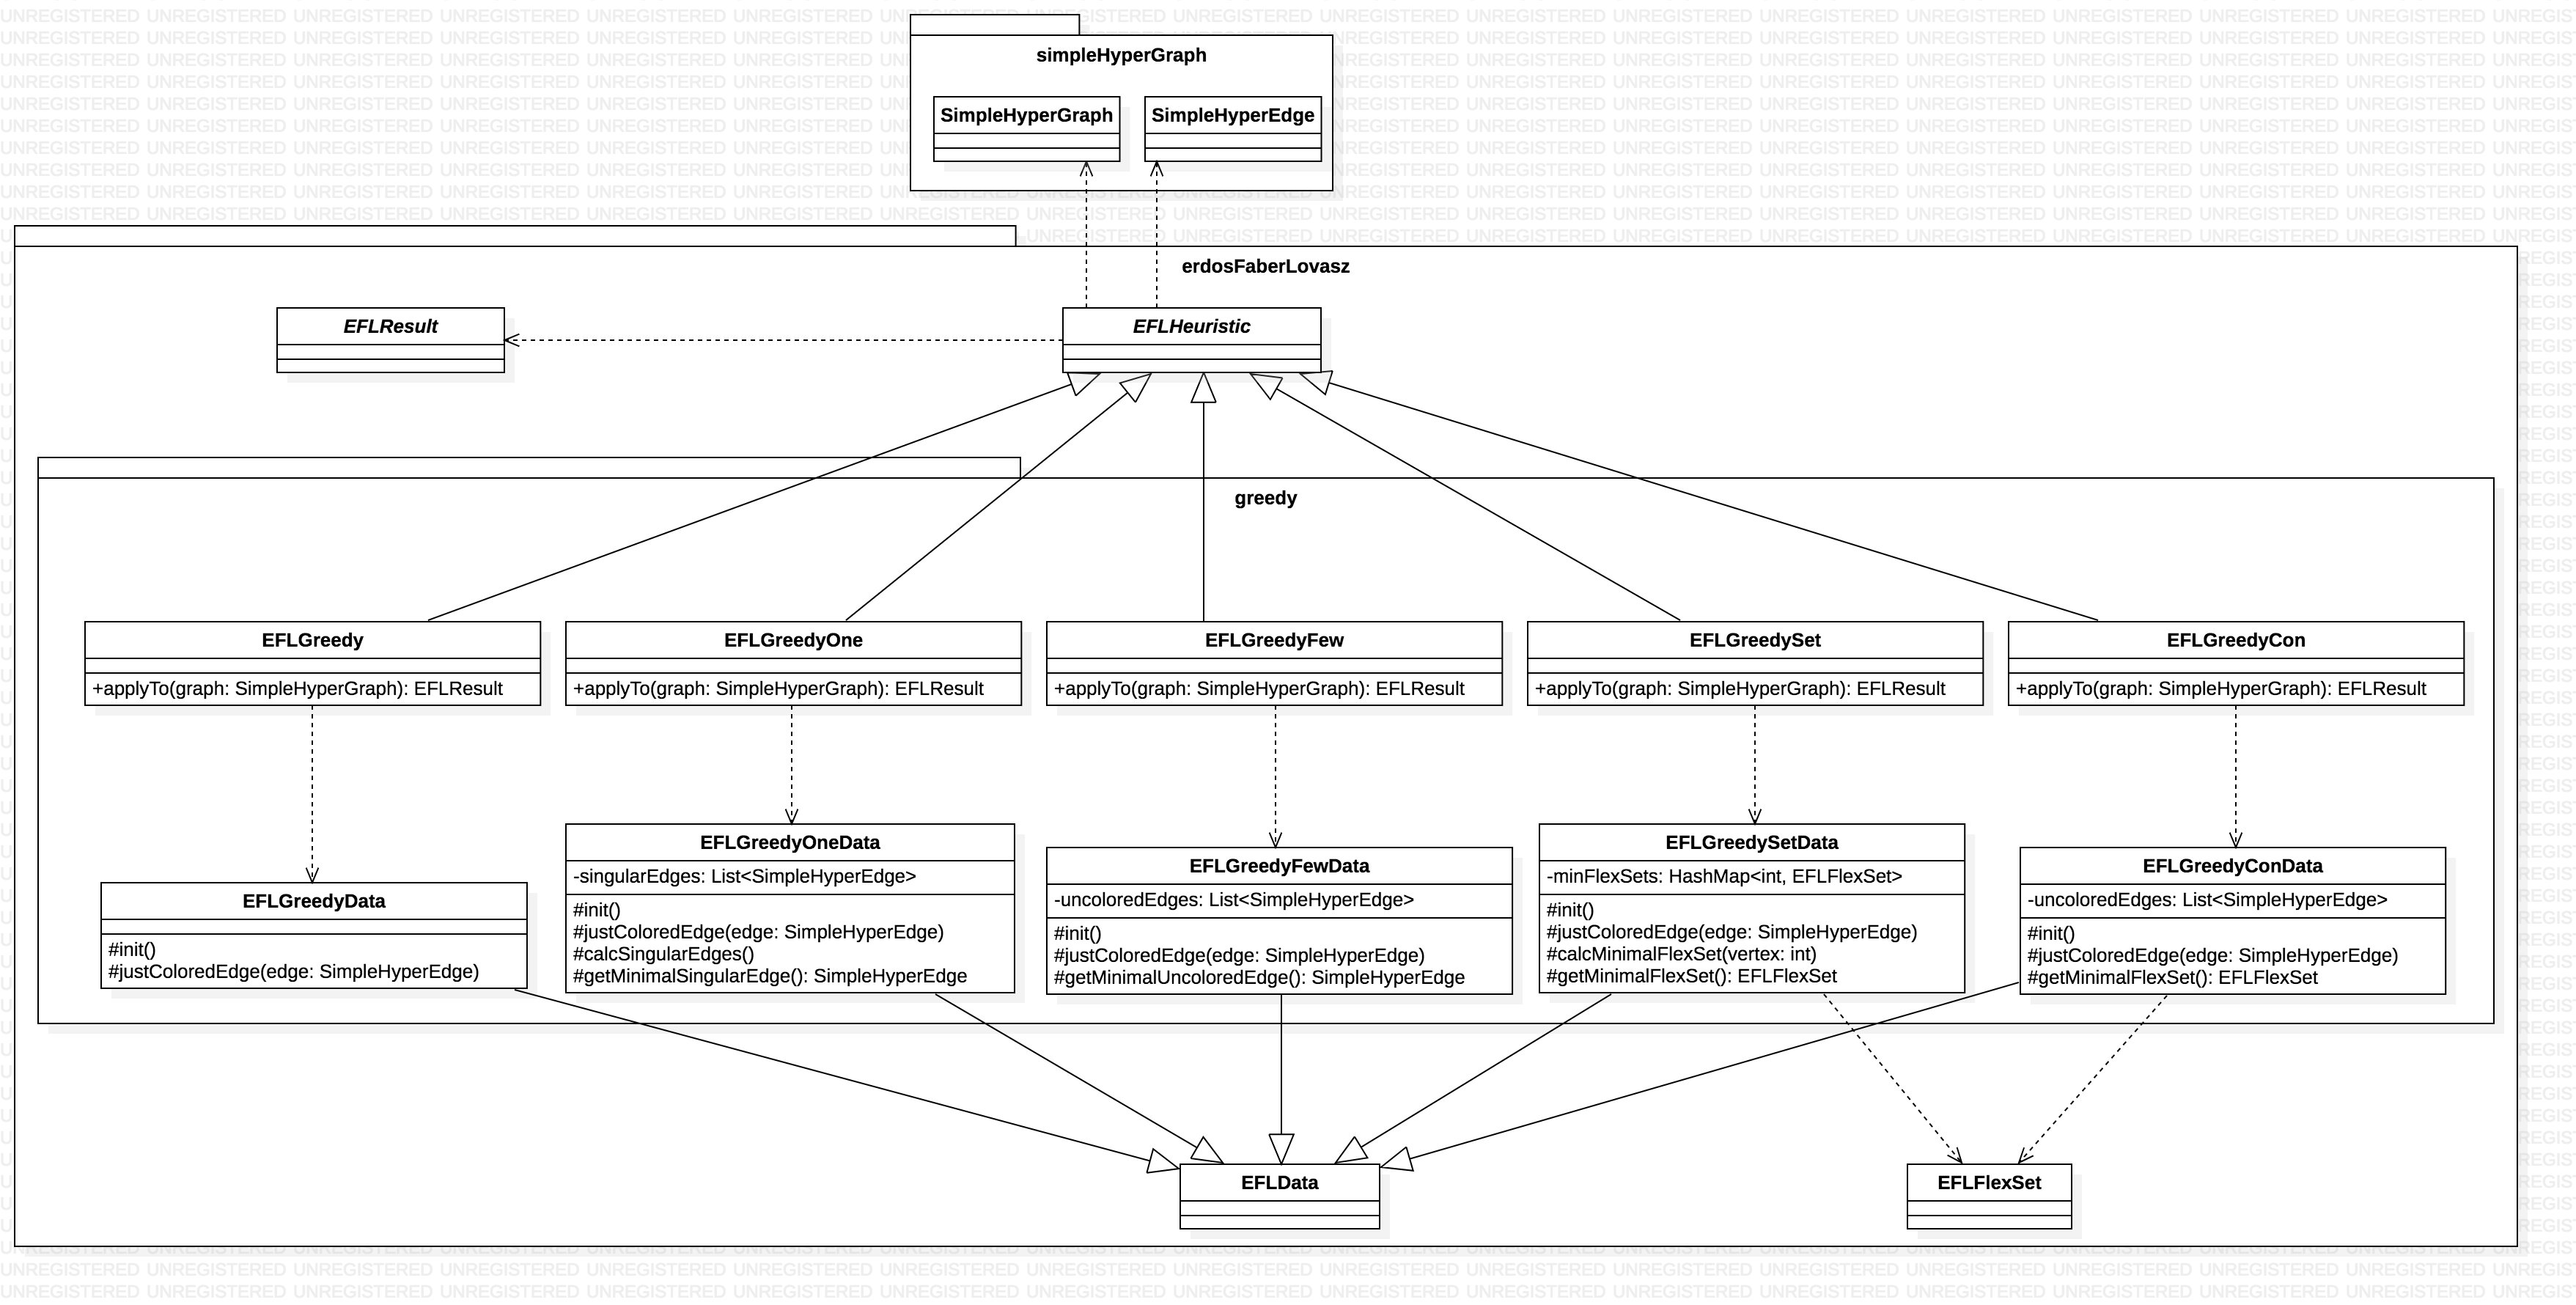 simpleHyperGraph
SimpleHyperGraph
SimpleHyperEdge
erdosFaberLovasz
EFLResult
EFLHeuristic
greedy
EFLGreedy
+applyTo(graph: SimpleHyperGraph): EFLResult
EFLGreedyOne
+applyTo(graph: SimpleHyperGraph): EFLResult
EFLGreedyFew
+applyTo(graph: SimpleHyperGraph): EFLResult
EFLGreedySet
+applyTo(graph: SimpleHyperGraph): EFLResult
EFLGreedyCon
+applyTo(graph: SimpleHyperGraph): EFLResult
EFLGreedyData
#init()
#justColoredEdge(edge: SimpleHyperEdge)
EFLGreedyOneData
-singularEdges: List<SimpleHyperEdge>
#init()
#justColoredEdge(edge: SimpleHyperEdge)
#calcSingularEdges()
#getMinimalSingularEdge(): SimpleHyperEdge
EFLGreedyFewData
-uncoloredEdges: List<SimpleHyperEdge>
#init()
#justColoredEdge(edge: SimpleHyperEdge)
#getMinimalUncoloredEdge(): SimpleHyperEdge
EFLGreedySetData
-minFlexSets: HashMap<int, EFLFlexSet>
#init()
#justColoredEdge(edge: SimpleHyperEdge)
#calcMinimalFlexSet(vertex: int)
#getMinimalFlexSet(): EFLFlexSet
EFLGreedyConData
-uncoloredEdges: List<SimpleHyperEdge>
#init()
#justColoredEdge(edge: SimpleHyperEdge)
#getMinimalFlexSet(): EFLFlexSet
EFLData
EFLFlexSet